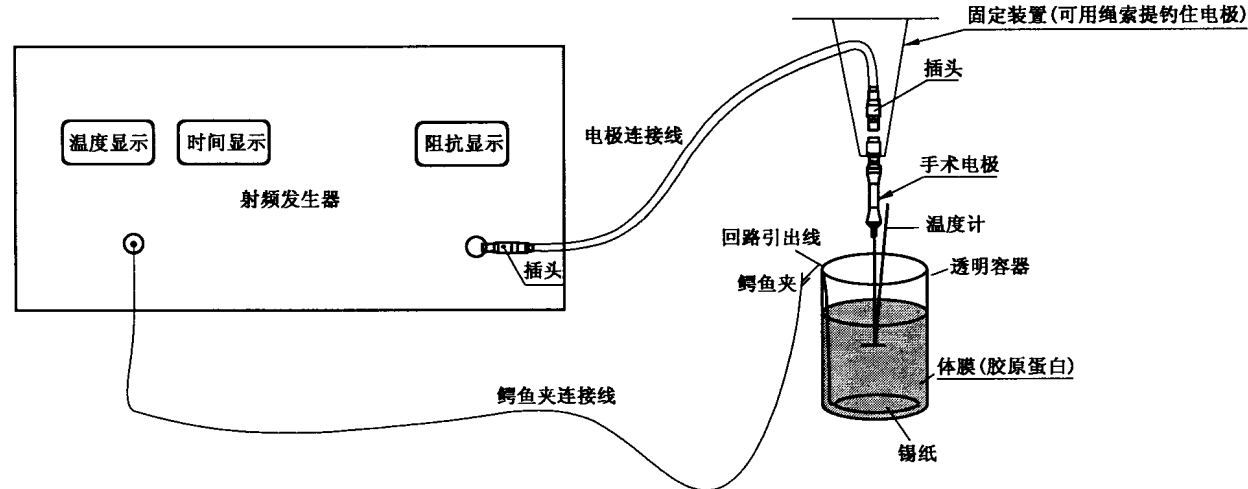 固定装置(可用绳索提钓住电极)
插头
电极连接线
温度显示
时间显示
阻抗显示
手术电极
射频发生器
温度计
回路引出线
透明容器
插头
鳄鱼夹
体膜(胶原蛋白)
鳄鱼夹连接线
锡纸